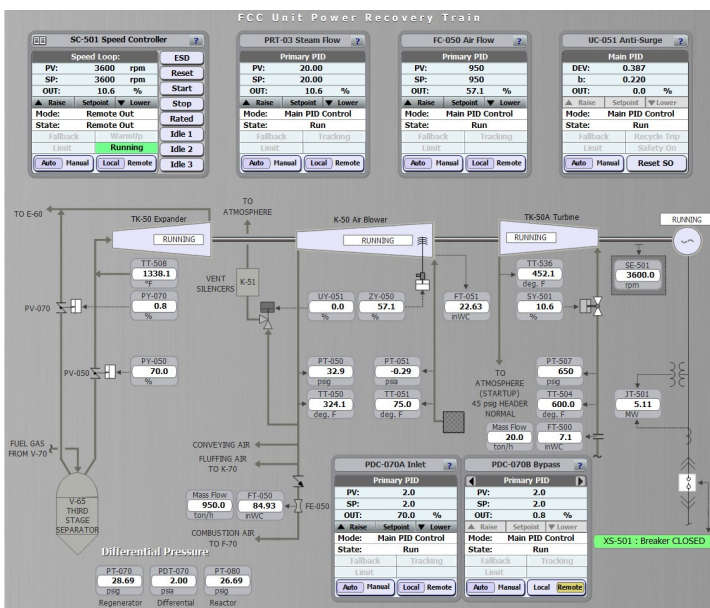 FCC Unit Power Recovery Train
SC-501 Speed Controller ?
Speed Loop:
PV: 3600 rpm
SP: 3600 rpm
OUT: 10.6 %
Raise Setpoint Lower
Mode: Remote Out
State: Remote Out
Fallback WarmUp
Limit Running
Auto Manual Local Remote
ESD
Reset
Start
Stop
Rated
Idle 1
Idle 2
Idle 3
PRT-03 Steam Flow ?
Primary PID
PV: 20.00
SP: 20.00
OUT: 10.6 %
Raise Setpoint Lower
Mode: Main PID Control
State: Run
Fallback Tracking
Limit
Auto Manual Local Remote
FC-050 Air Flow ?
Primary PID
PV: 950
SP: 950
OUT: 57.1 %
Raise Setpoint Lower
Mode: Main PID Control
State: Run
Fallback Tracking
Limit
Auto Manual Local Remote
UC-051 Anti-Surge ?
Main PID
DEV: 0.387
b: 0.220
OUT: 0.0 %
Raise Setpoint Lower
Mode: Main PID Control
State: Run
Fallback Recycle Trip
Limit Safety On
Auto Manual Reset SO
TO E-60
TK-50 Expander
RUNNING
TO
ATMOSPHERE
K-50 Air Blower
RUNNING
TK-50A Turbine
RUNNING
RUNNING
TT-508
1338.1
°F
PV-070
PY-070
0.8
%
PV-050
PY-050
70.0
%
VENT
SILENCERS
K-51
UY-051
0.0
%
ZY-050
57.1
%
FT-051
22.63
inWC
TT-536
452.1
deg. F
SY-501
10.6
%
SE-501
3600.0
rpm
PT-050
32.9
psig
PT-051
-0.29
psia
TT-050
324.1
deg. F
TT-051
75.0
deg. F
TO
ATMOSPHERE
(STARTUP)
45 psig HEADER
NORMAL
PT-507
650
psig
TT-504
600.0
deg. F
Mass Flow
20.0
ton/h
FT-500
7.1
inWC
JT-501
5.11
MW
FUEL GAS
FROM V-70
V-65
THIRD
STAGE
SEPARATOR
CONVEYING AIR
FLUFFING AIR
TO K-70
Mass Flow
950.0
ton/h
FT-050
84.93
inWC
FE-050
COMBUSTION AIR
TO F-70
PDC-070A Inlet ?
Primary PID
PV: 2.0
SP: 2.0
OUT: 70.0 %
Raise Setpoint Lower
Mode: Main PID Control
State: Run
Fallback Tracking
Limit
Auto Manual Local Remote
PDC-070B Bypass ?
Primary PID
PV: 2.0
SP: 2.0
OUT: 0.8 %
Raise Setpoint Lower
Mode: Main PID Control
State: Run
Fallback Tracking
Limit
Auto Manual Local Remote
XS-501 : Breaker CLOSED
Differential Pressure
PT-070
28.69
psig
Regenerator
PDT-070
2.00
psia
Differential
PT-080
26.69
psig
Reactor